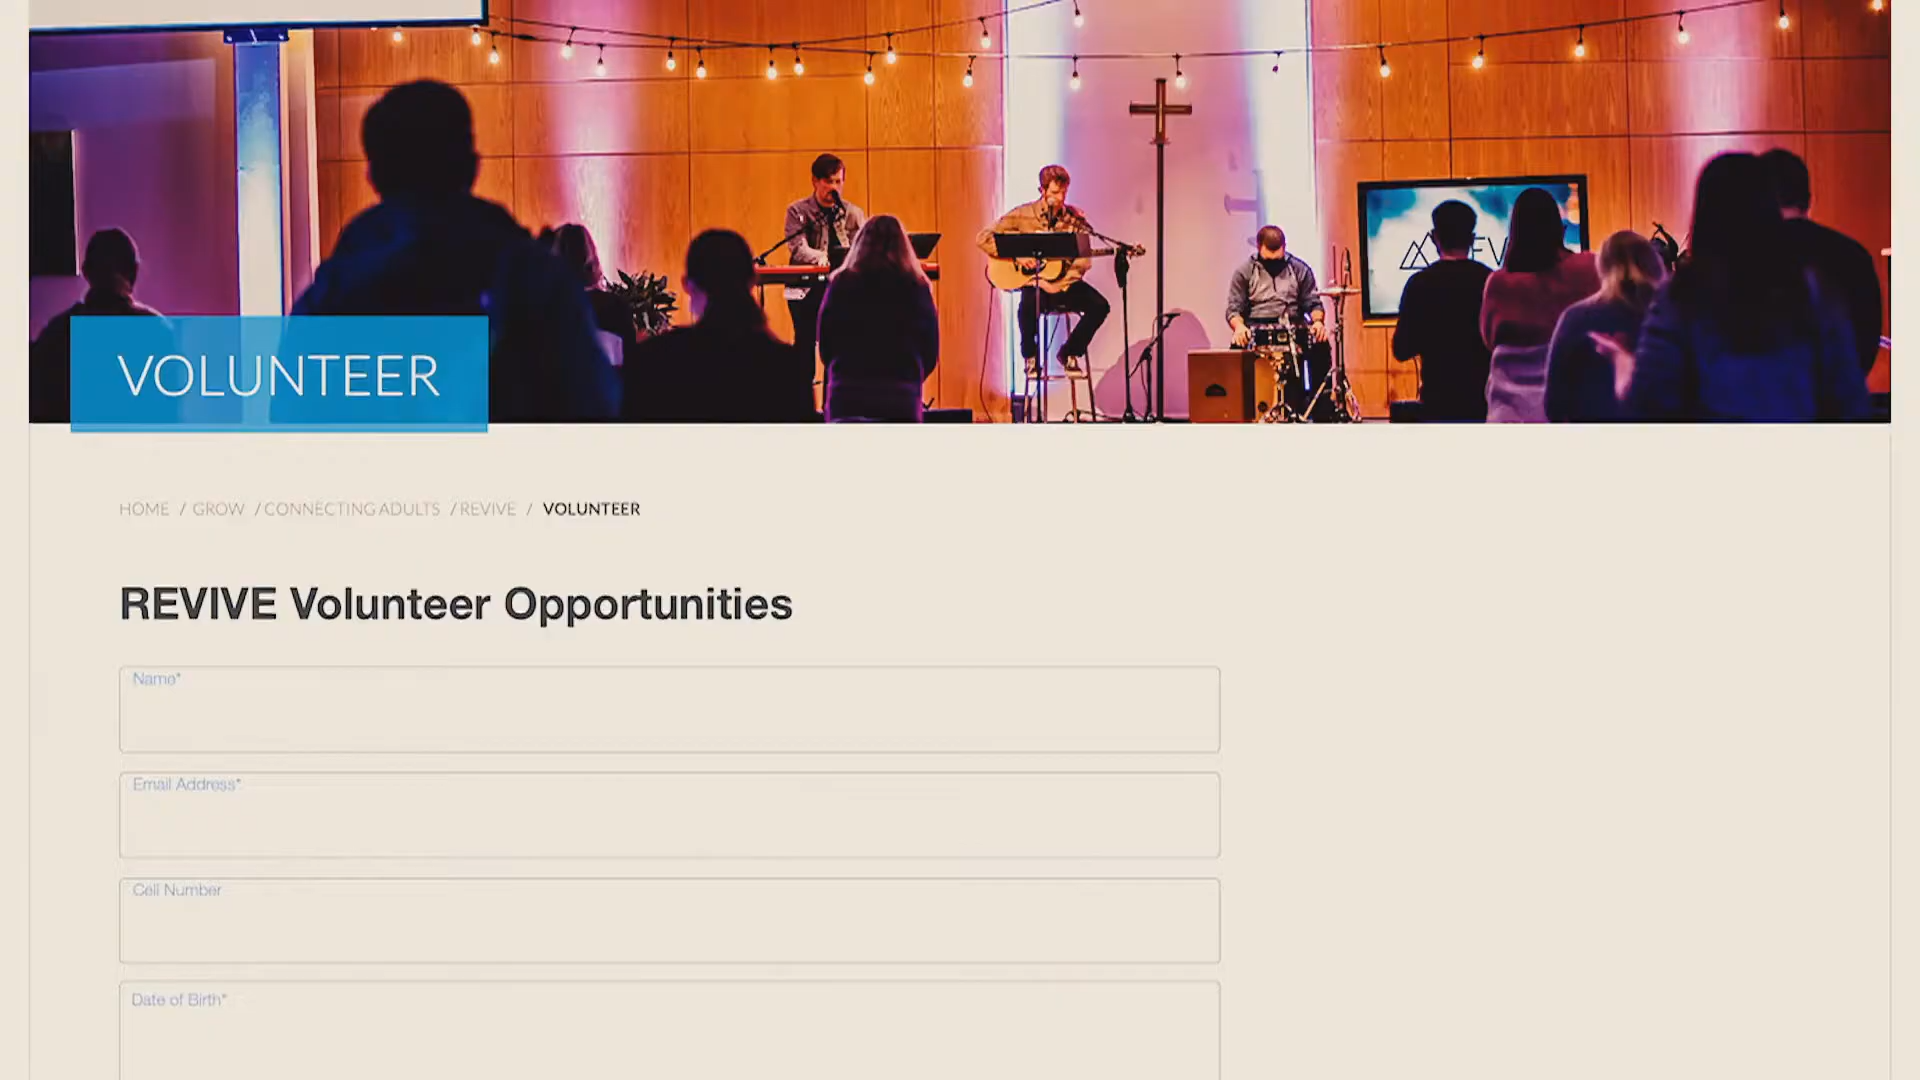 VOLUNTEER
HOME / GROW / CONNECTING ADULTS / REVIVE / VOLUNTEER
REVIVE Volunteer Opportunities
Name*
Email Address*
Cell Number
Date of Birth*